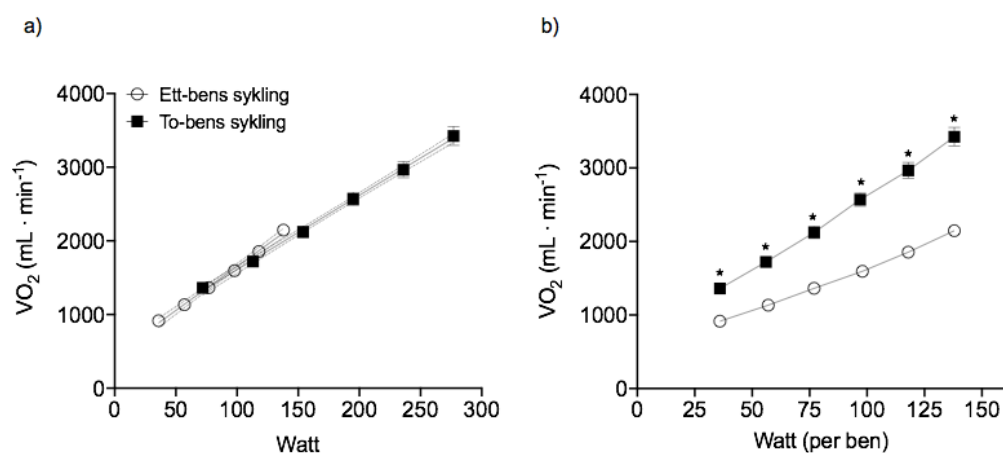 a)
b)
Ett-bens sykling
To-bens sykling
4000
3000
2000
1000
0
VO₂ (mL · min⁻¹)
0 50 100 150 200 250 300
Watt
4000
3000
2000
1000
0
VO₂ (mL · min⁻¹)
0 25 50 75 100 125 150
Watt (per ben)